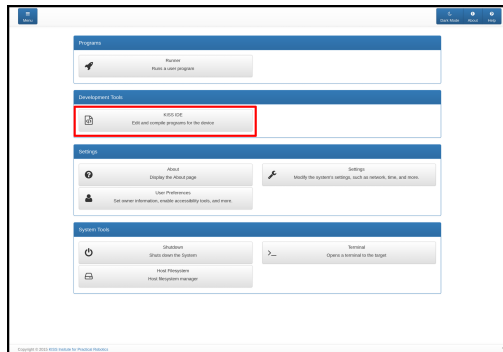 Menu
Dark Mode
About
Help
Programs
Runner
Runs a user program
Development Tools
KISS IDE
Edit and compile programs for the device
Settings
About
Display the About page
Settings
Modify the system's settings, such as network, time, and more.
User Preferences
Set owner information, enable accessibility tools, and more.
System Tools
Shutdown
Shuts down the System
Terminal
Opens a terminal to the target
Host Filesystem
Host filesystem manager
Copyright © 2016 KISS Institute for Practical Robotics